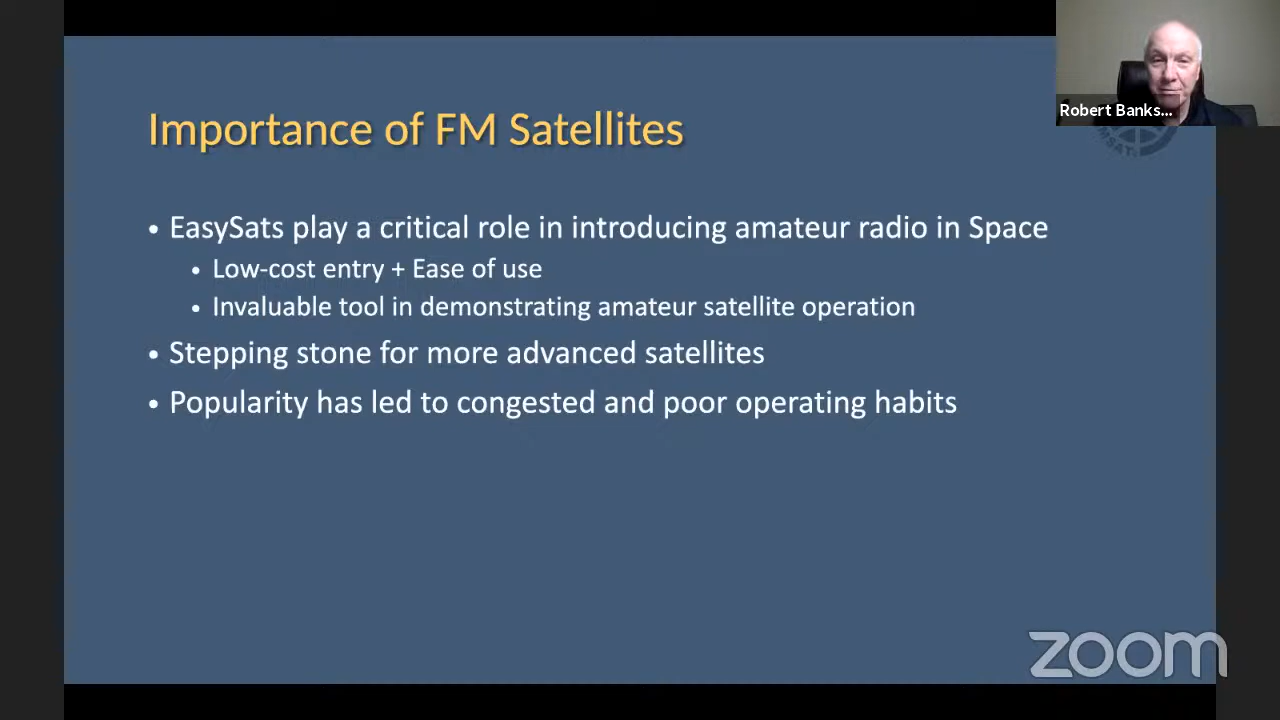 Importance of FM Satellites
Robert Banks...
• EasySats play a critical role in introducing amateur radio in Space
• Low-cost entry + Ease of use
• Invaluable tool in demonstrating amateur satellite operation
• Stepping stone for more advanced satellites
• Popularity has led to congested and poor operating habits
zoom